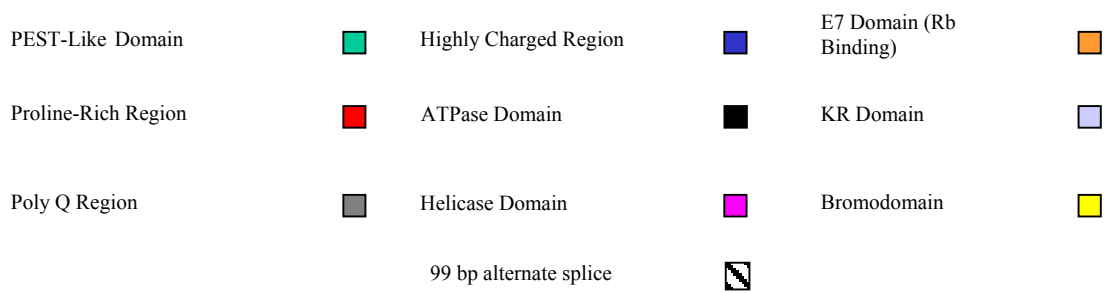 PEST-Like Domain
Highly Charged Region
E7 Domain (Rb
Binding)
Proline-Rich Region
ATPase Domain
KR Domain
Poly Q Region
Helicase Domain
Bromodomain
99 bp alternate splice